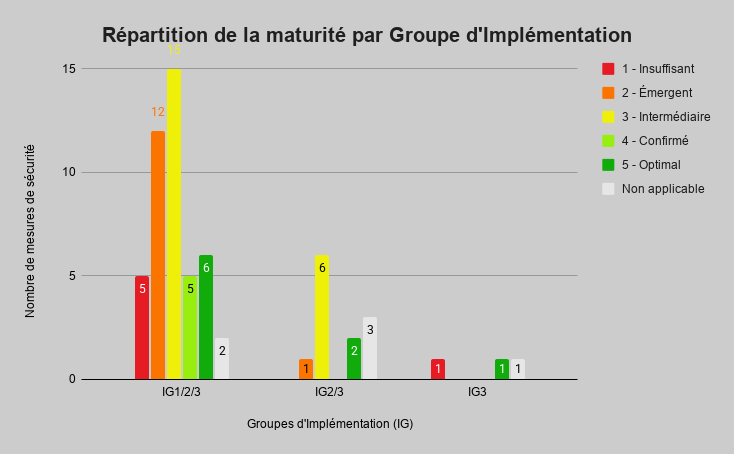 Répartition de la maturité par Groupe d'Implémentation
15
10
5
0
Nombre de mesures de sécurité
5
12
15
5
6
2
1
6
2
3
1
1
1
IG1/2/3
IG2/3
IG3
Groupes d'Implémentation (IG)
1 - Insuffisant
2 - Émergent
3 - Intermédiaire
4 - Confirmé
5 - Optimal
Non applicable